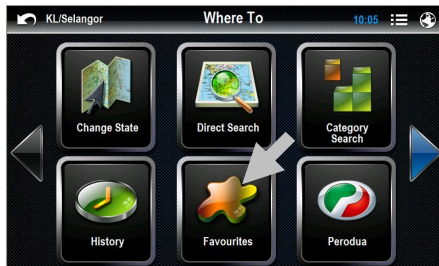 KL/Selangor
Where To
10:05
Change State
Direct Search
Category
Search
History
Favourites
Perodua